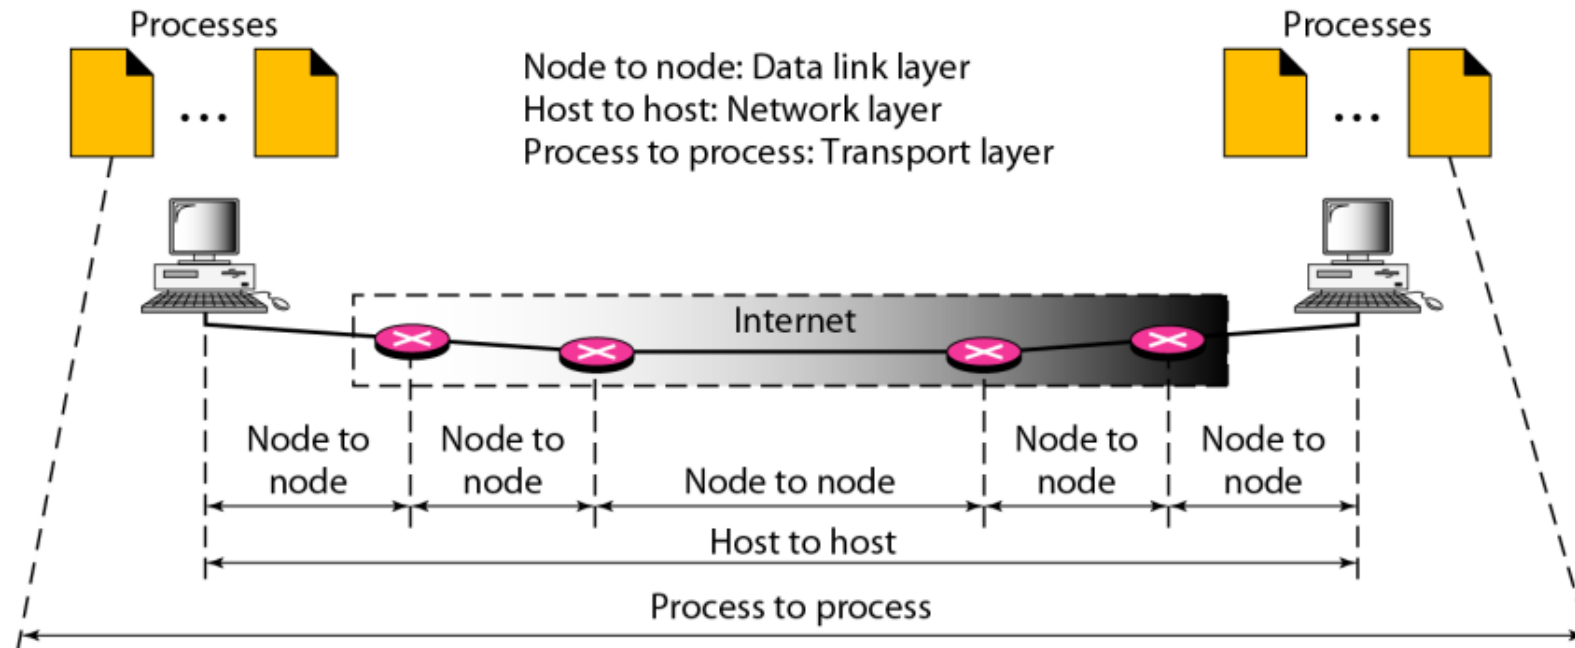 Processes
Processes
Node to node: Data link layer
Host to host: Network layer
Process to process: Transport layer
...
...
Internet
Node to
node
Node to
node
Node to node
Node to
node
Node to
node
Host to host
Process to process